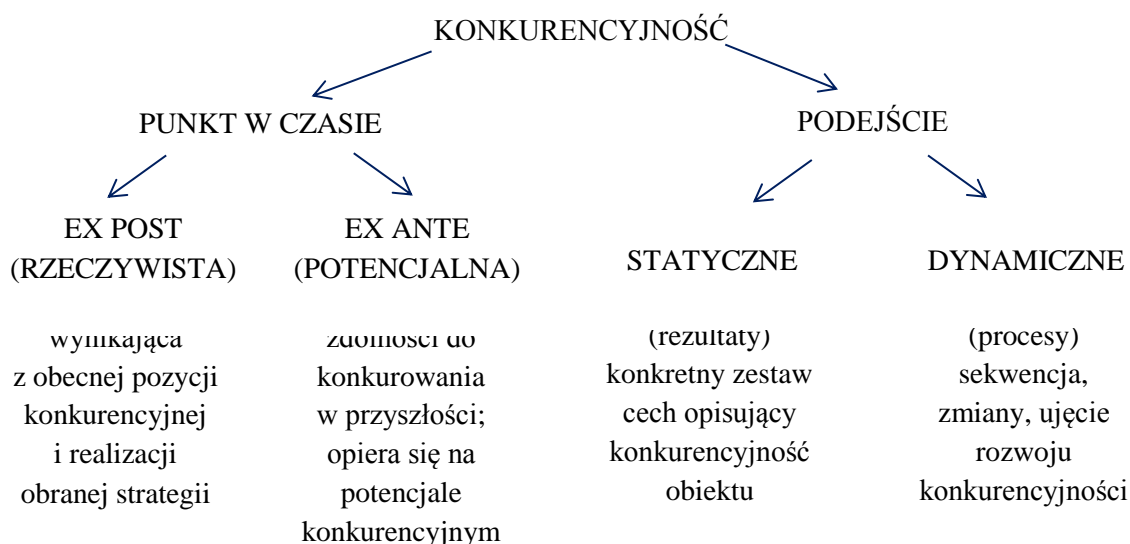 KONKURENCYJNOŚĆ
PUNKT W CZASIE
PODEJŚCIE
EX POST
(RZECZYWISTA)
EX ANTE
(POTENCJALNA)
STATYCZNE
DYNAMICZNE
wynikająca
z obecnej pozycji
konkurencyjnej
i realizacji
obranej strategii
zdolności do
konkurowania
w przyszłości;
opiera się na
potencjale
konkurencyjnym
(rezultaty)
konkretny zestaw
cech opisujący
konkurencyjność
obiektu
(procesy)
sekwencja,
zmiany, ujęcie
rozwoju
konkurencyjności